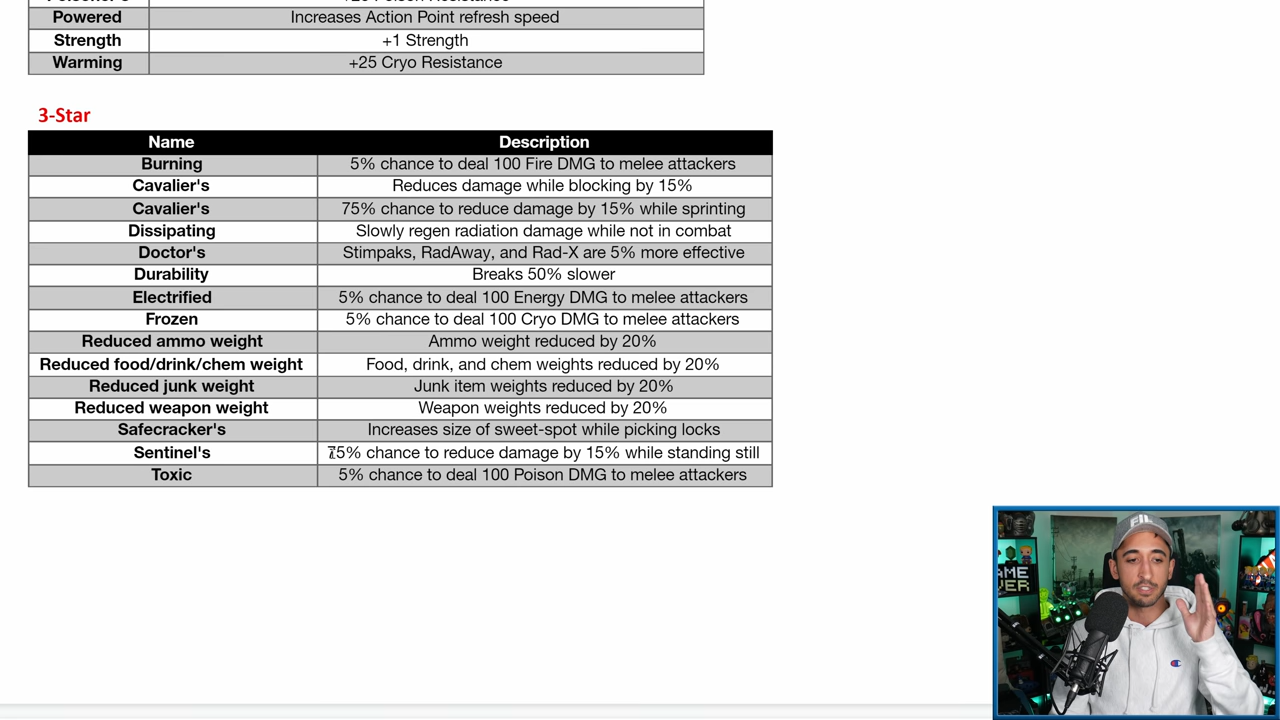 Powered Increases Action Point refresh speed
Strength +1 Strength
Warming +25 Cryo Resistance
3-Star
Name Description
Burning 5% chance to deal 100 Fire DMG to melee attackers
Cavalier's Reduces damage while blocking by 15%
Cavalier's 75% chance to reduce damage by 15% while sprinting
Dissipating Slowly regen radiation damage while not in combat
Doctor's Stimpaks, RadAway, and Rad-X are 5% more effective
Durability Breaks 50% slower
Electrified 5% chance to deal 100 Energy DMG to melee attackers
Frozen 5% chance to deal 100 Cryo DMG to melee attackers
Reduced ammo weight Ammo weight reduced by 20%
Reduced food/drink/chem weight Food, drink, and chem weights reduced by 20%
Reduced junk weight Junk item weights reduced by 20%
Reduced weapon weight Weapon weights reduced by 20%
Safecracker's Increases size of sweet-spot while picking locks
Sentinel's 75% chance to reduce damage by 15% while standing still
Toxic 5% chance to deal 100 Poison DMG to melee attackers